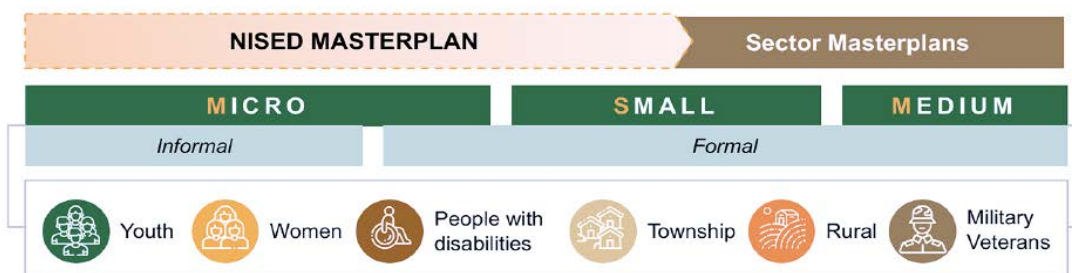 NISED MASTERPLAN
Sector Masterplans
MICRO
SMALL
MEDIUM
Informal
Formal
Youth
Women
People with
disabilities
Township
Rural
Military
Veterans